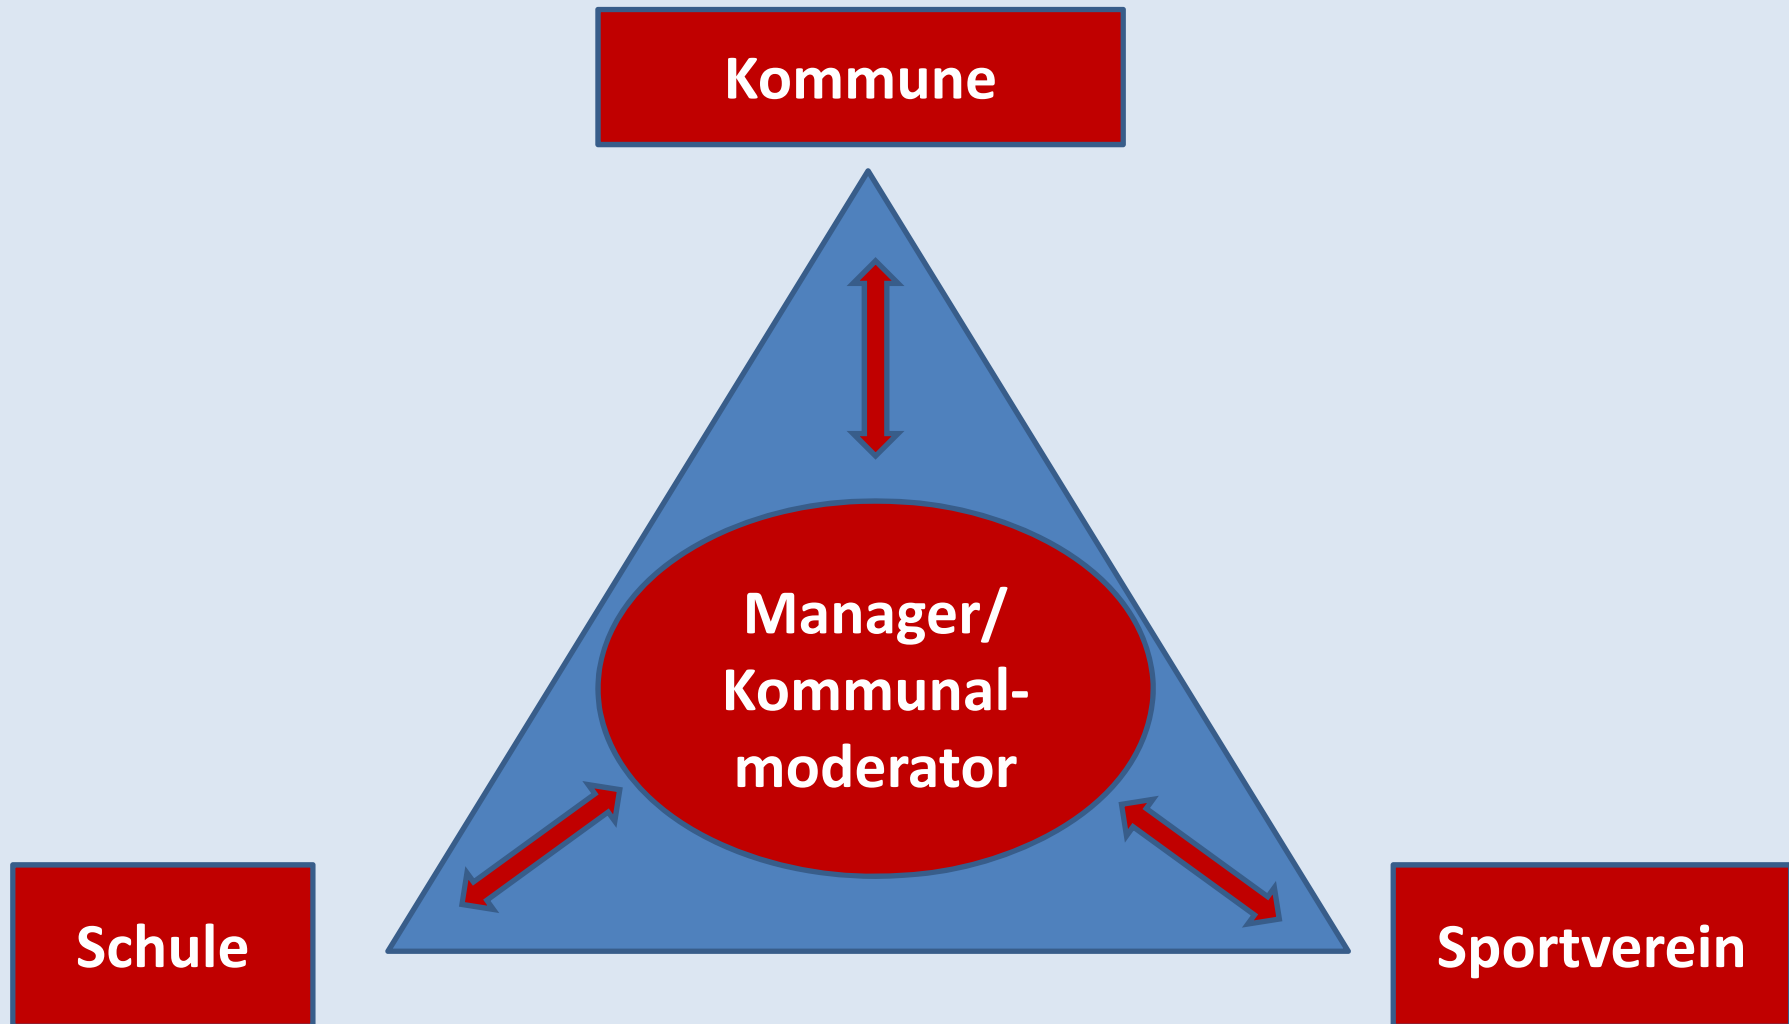 Kommune
Manager/
Kommunal-
moderator
Schule
Sportverein